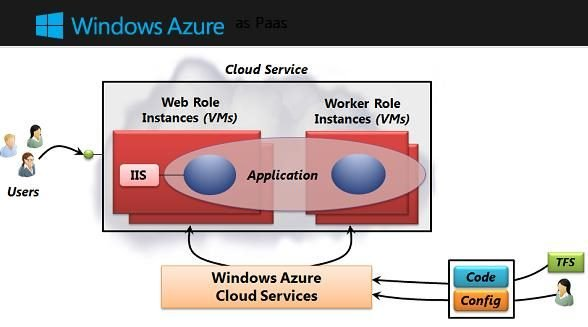 Windows Azure as Paas
Cloud Service
Web Role
Instances (VMs)
Worker Role
Instances (VMs)
Users
IIS
Application
Windows Azure
Cloud Services
Code
Config
TFS